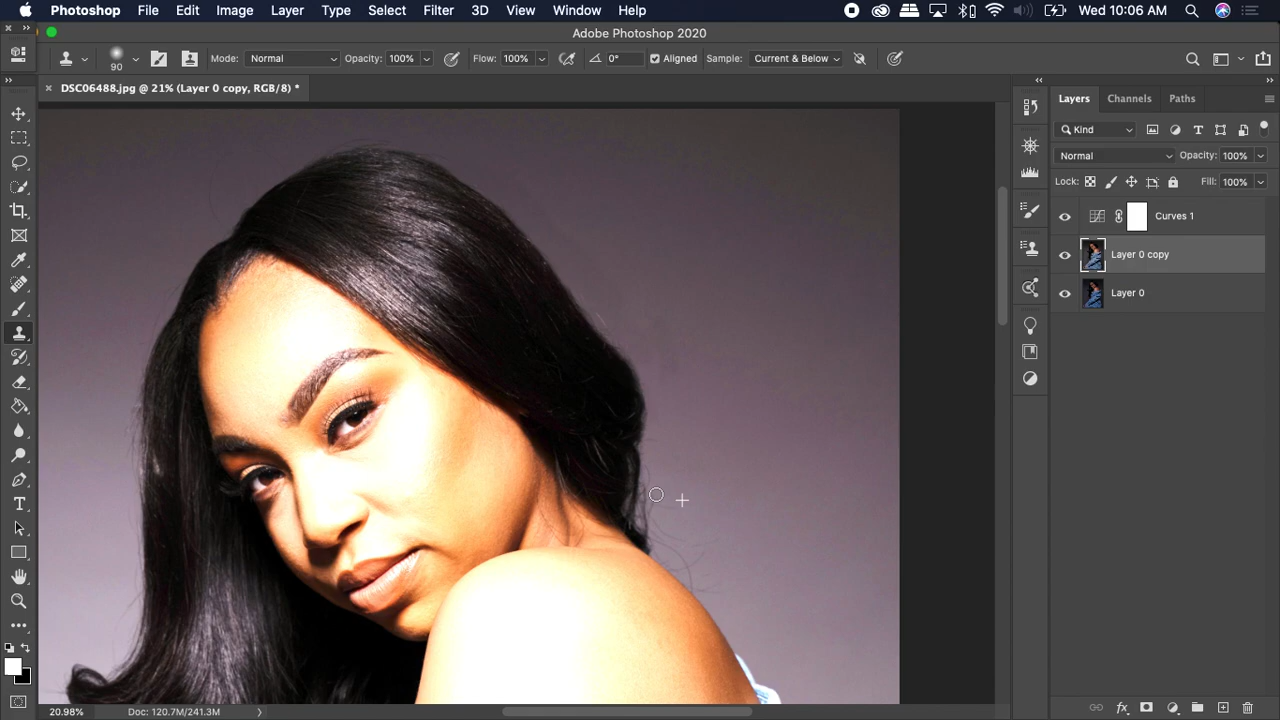 Photoshop File Edit Image Layer Type Select Filter 3D View Window Help Wed 10:06 AM
Adobe Photoshop 2020
90 Mode: Normal Opacity: 100% Flow: 100% 0° Aligned Sample: Current & Below
DSC06488.jpg @ 21% (Layer 0 copy, RGB/8) *
Layers Channels Paths
Kind
Normal Opacity: 100%
Lock: Fill: 100%
Curves 1
Layer 0 copy
Layer 0
20.98% Doc: 120.7M/241.3M